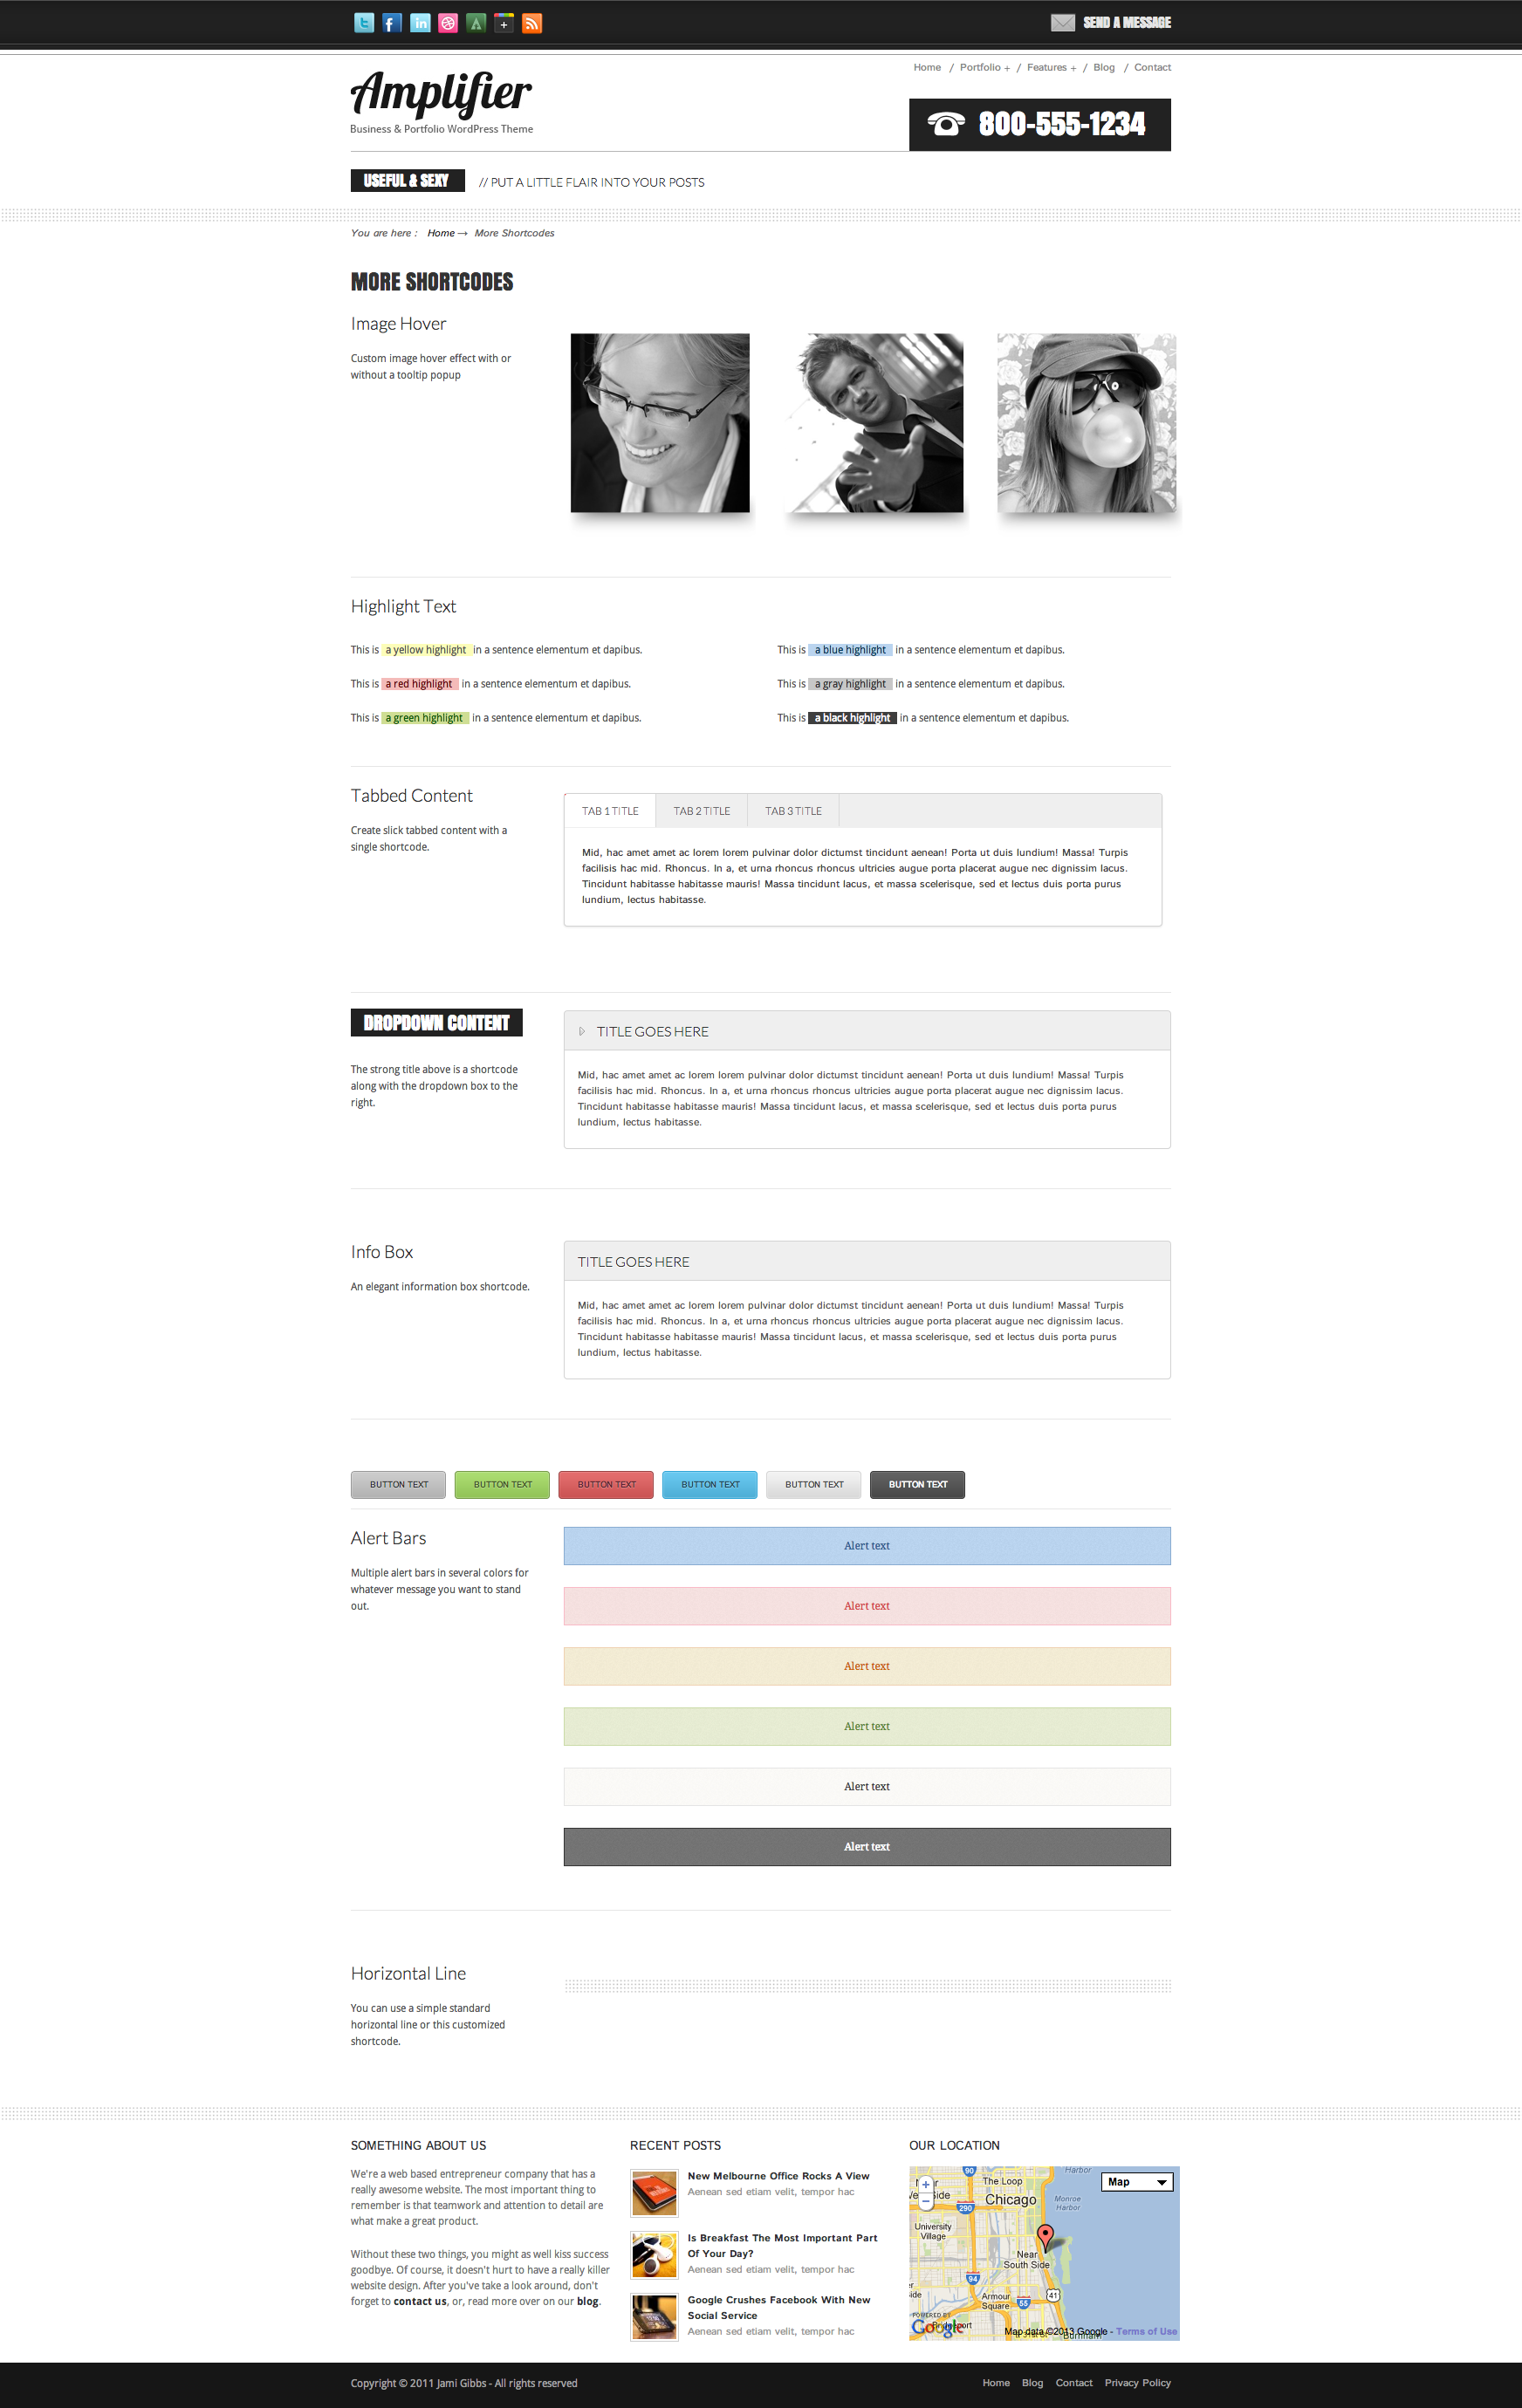 SEND A MESSAGE
Home / Portfolio + / Features + / Blog / Contact
Amplifier
Business & Portfolio WordPress Theme
800-555-1234
USEFUL & SEXY // PUT A LITTLE FLAIR INTO YOUR POSTS
You are here : Home → More Shortcodes
MORE SHORTCODES
Image Hover
Custom image hover effect with or
without a tooltip popup
Highlight Text
This is a yellow highlight in a sentence elementum et dapibus.
This is a blue highlight in a sentence elementum et dapibus.
This is a red highlight in a sentence elementum et dapibus.
This is a gray highlight in a sentence elementum et dapibus.
This is a green highlight in a sentence elementum et dapibus.
This is a black highlight in a sentence elementum et dapibus.
Tabbed Content
Create slick tabbed content with a
single shortcode.
TAB 1 TITLE TAB 2 TITLE TAB 3 TITLE
Mid, hac amet amet ac lorem lorem pulvinar dolor dictumst tincidunt aenean! Porta ut duis lundium! Massa! Turpis
facilisis hac mid. Rhoncus. In a, et urna rhoncus rhoncus ultricies augue porta placerat augue nec dignissim lacus.
Tincidunt habitasse habitasse mauris! Massa tincidunt lacus, et massa scelerisque, sed et lectus duis porta purus
lundium, lectus habitasse.
DROPDOWN CONTENT
The strong title above is a shortcode
along with the dropdown box to the
right.
TITLE GOES HERE
Mid, hac amet amet ac lorem lorem pulvinar dolor dictumst tincidunt aenean! Porta ut duis lundium! Massa! Turpis
facilisis hac mid. Rhoncus. In a, et urna rhoncus rhoncus ultricies augue porta placerat augue nec dignissim lacus.
Tincidunt habitasse habitasse mauris! Massa tincidunt lacus, et massa scelerisque, sed et lectus duis porta purus
lundium, lectus habitasse.
Info Box
An elegant information box shortcode.
TITLE GOES HERE
Mid, hac amet amet ac lorem lorem pulvinar dolor dictumst tincidunt aenean! Porta ut duis lundium! Massa! Turpis
facilisis hac mid. Rhoncus. In a, et urna rhoncus rhoncus ultricies augue porta placerat augue nec dignissim lacus.
Tincidunt habitasse habitasse mauris! Massa tincidunt lacus, et massa scelerisque, sed et lectus duis porta purus
lundium, lectus habitasse.
BUTTON TEXT BUTTON TEXT BUTTON TEXT BUTTON TEXT BUTTON TEXT BUTTON TEXT
Alert Bars
Multiple alert bars in several colors for
whatever message you want to stand
out.
Alert text
Alert text
Alert text
Alert text
Alert text
Alert text
Horizontal Line
You can use a simple standard
horizontal line or this customized
shortcode.
SOMETHING ABOUT US
We're a web based entrepreneur company that has a
really awesome website. The most important thing to
remember is that teamwork and attention to detail are
what make a great product.
Without these two things, you might as well kiss success
goodbye. Of course, it doesn't hurt to have a really killer
website design. After you've take a look around, don't
forget to contact us, or, read more over on our blog.
RECENT POSTS
New Melbourne Office Rocks A View
Aenean sed etiam velit, tempor hac
Is Breakfast The Most Important Part
Of Your Day?
Aenean sed etiam velit, tempor hac
Google Crushes Facebook With New
Social Service
Aenean sed etiam velit, tempor hac
OUR LOCATION
Map
Harbor
90
The Loop
Chicago
Monroe
Harbor
290
University
Village
Near
South Side
94
41
Armour
Square
55
POWERED BY
Google
Map data ©2013 Google - Terms of Use
Copyright © 2011 Jami Gibbs - All rights reserved
Home Blog Contact Privacy Policy